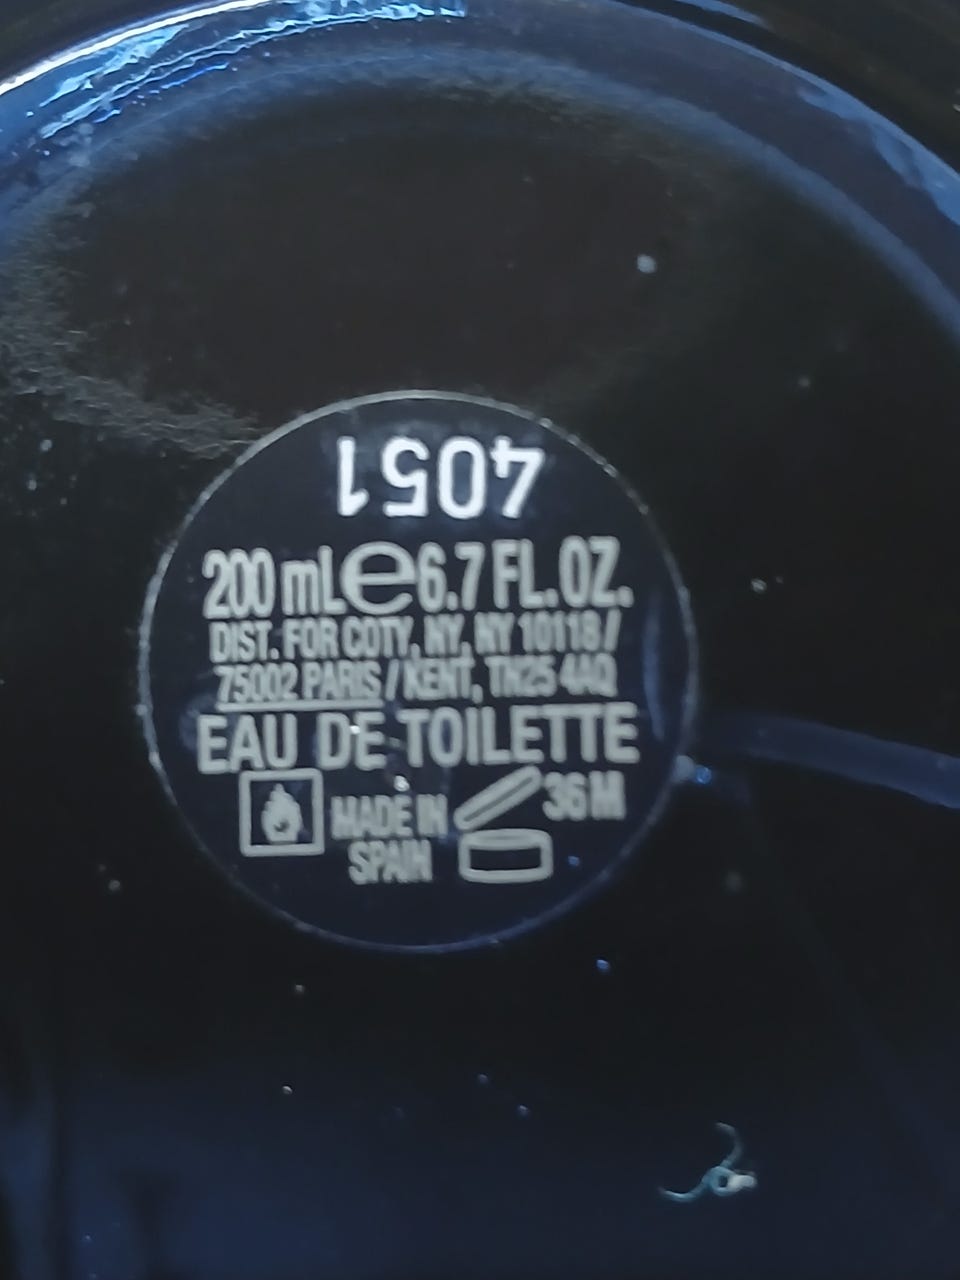 4051
200 mL e 6.7 FL.OZ.
DIST. FOR COTY, NY, NY 10118/
75002 PARIS / KENT, TN25 4AQ
EAU DE TOILETTE
MADE IN
SPAIN
36M